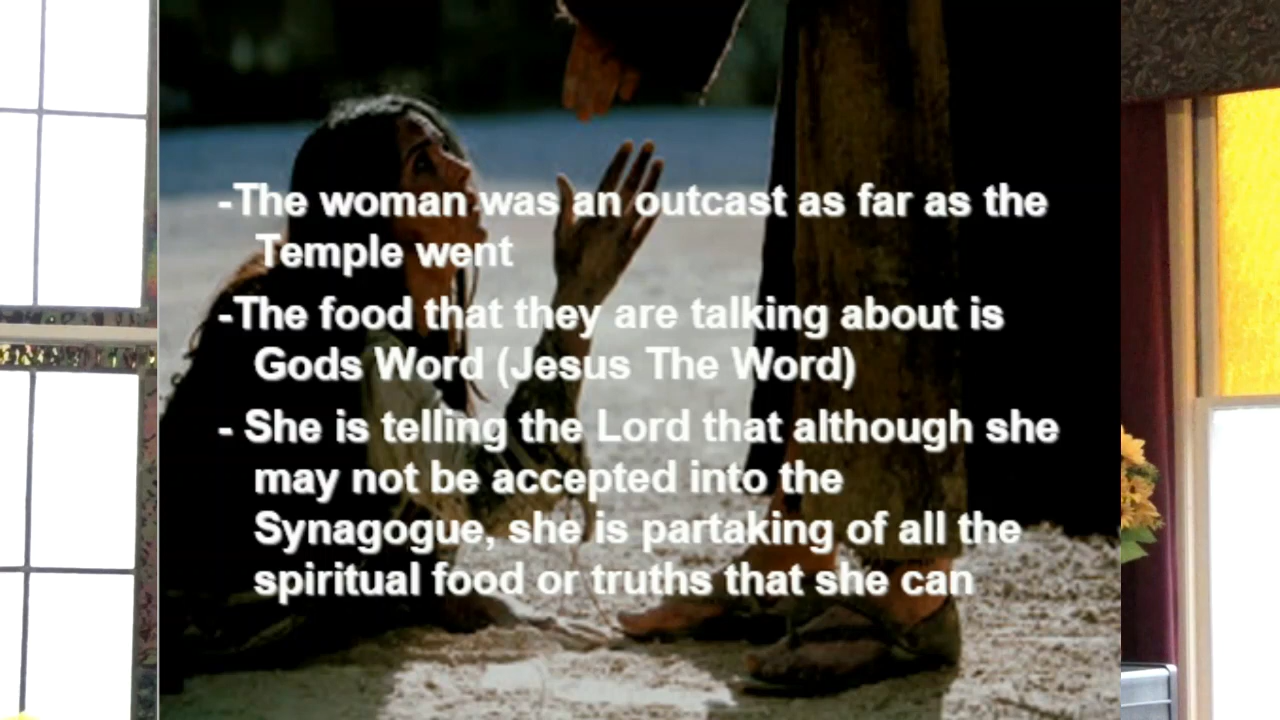 -The woman was an outcast as far as the
Temple went
-The food that they are talking about is
Gods Word (Jesus The Word)
- She is telling the Lord that although she
may not be accepted into the
Synagogue, she is partaking of all the
spiritual food or truths that she can